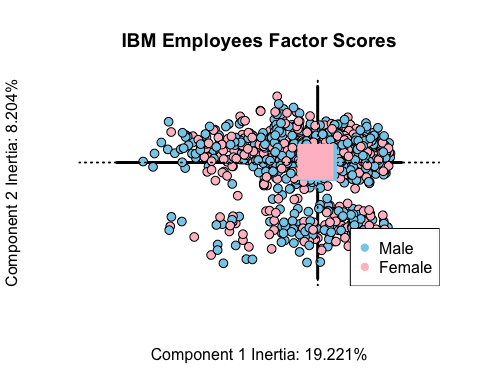 IBM Employees Factor Scores
Component 2 Inertia: 8.204%
Male
Female
Component 1 Inertia: 19.221%